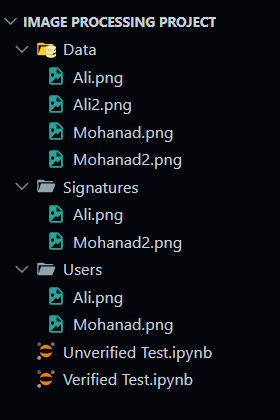 IMAGE PROCESSING PROJECT
Data
Ali.png
Ali2.png
Mohanad.png
Mohanad2.png
Signatures
Ali.png
Mohanad2.png
Users
Ali.png
Mohanad.png
Unverified Test.ipynb
Verified Test.ipynb